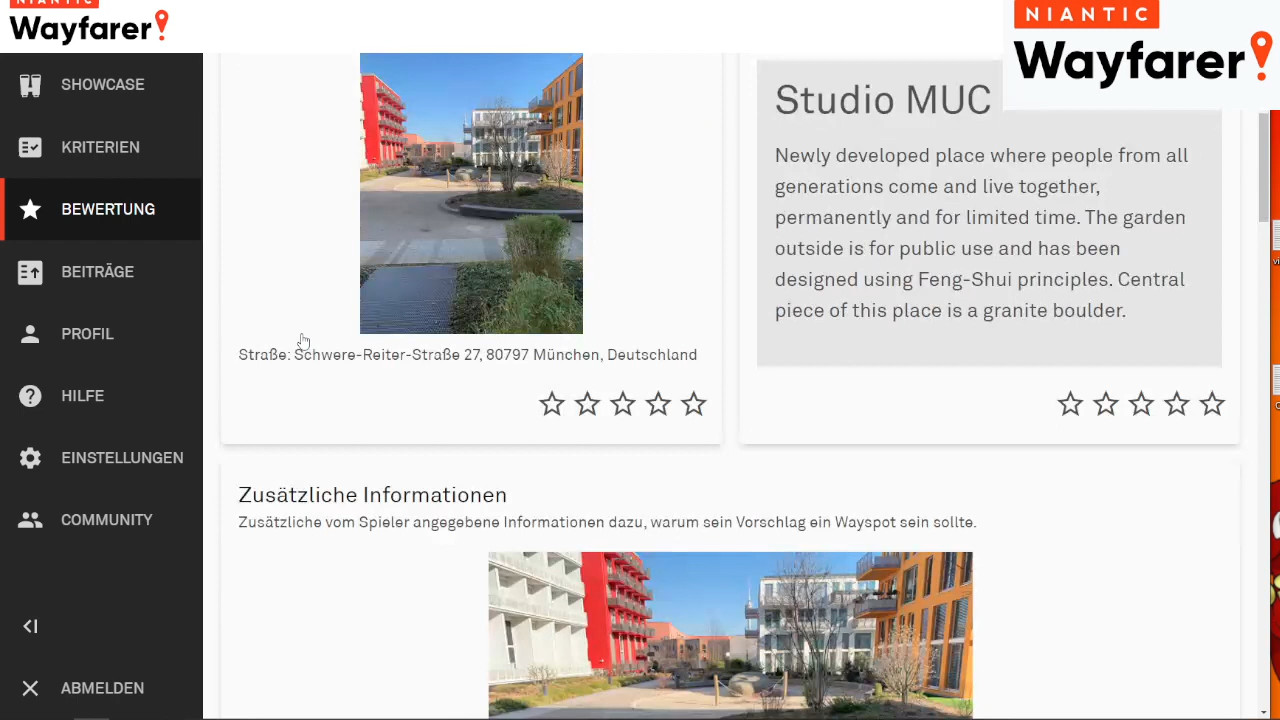 NIANTIC
Wayfarer!
NIANTIC
Wayfarer!
SHOWCASE
KRITERIEN
BEWERTUNG
BEITRÄGE
PROFIL
HILFE
EINSTELLUNGEN
COMMUNITY
ABMELDEN
Straße: Schwere-Reiter-Straße 27, 80797 München, Deutschland
Studio MUC
Newly developed place where people from all
generations come and live together,
permanently and for limited time. The garden
outside is for public use and has been
designed using Feng-Shui principles. Central
piece of this place is a granite boulder.
Zusätzliche Informationen
Zusätzliche vom Spieler angegebene Informationen dazu, warum sein Vorschlag ein Wayspot sein sollte.